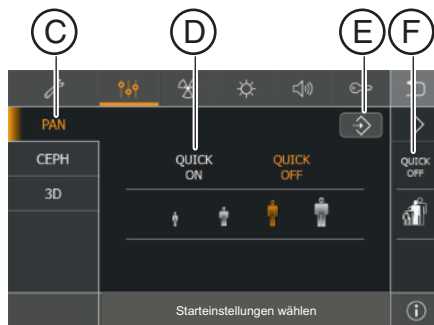 C D E F
PAN
CEPH
3D
QUICK ON
QUICK OFF
QUICK OFF
Starteinstellungen wählen
i